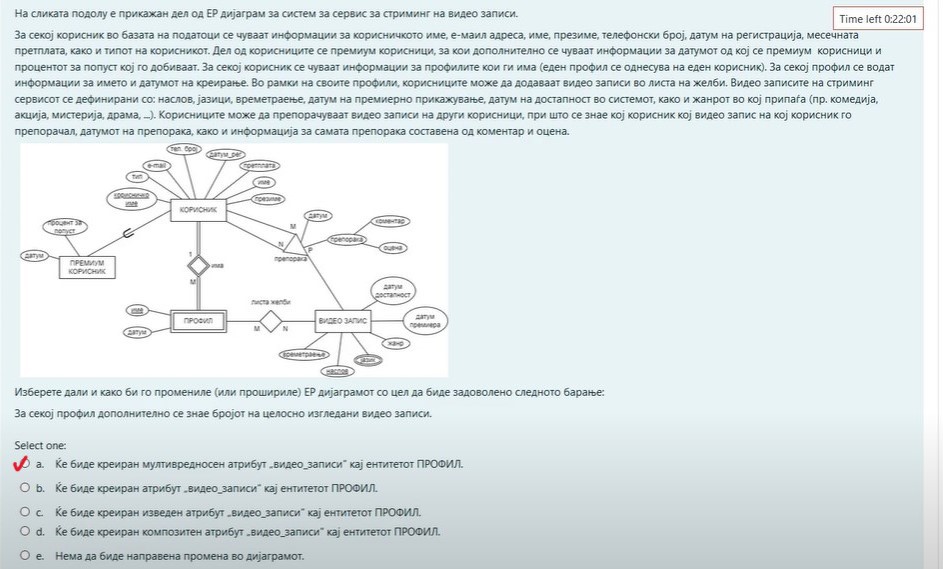 На сликата подолу е прикажан дел од ЕР дијаграм за систем за сервис за стриминг на видео записи.
Time left 0:22:01
За секој корисник во базата на податоци се чуваат информации за корисничкото име, е-маил адреса, име, презиме, телефонски број, датум на регистрација, месечната
претплата, како и типот на корисникот. Дел од корисниците се премиум корисници, за кои дополнително се чуваат информации за датумот од кој се премиум корисници и
процентот за попуст кој го добиваат. За секој корисник се чуваат информации за профилите кои ги има (еден профил се однесува на еден корисник). За секој профил се водат
информации за името и датумот на креирање. Во рамки на своите профили, корисниците може да додаваат видео записи во листа на желби. Видео записите на стриминг
сервисот се дефинирани со: наслов, јазици, времетраење, датум на премиерно прикажување, датум на достапност во системот, како и жанрот во кој припаѓа (пр. комедија,
акција, мистерија, драма, ...). Корисниците може да препорачуваат видео записи на други корисници, при што се знае кој корисник кој видео запис на кој корисник го
препорачал, датумот на препорака, како и информација за самата препорака составена од коментар и оцена.
тел. број
датум_рег
e-mail
претплата
тип
име
корисничко
име
презиме
КОРИСНИК
датум
коментар
процент за
попуст
M
препорака
N
P
оцена
датум
1
препорака
ПРЕМИУМ
КОРИСНИК
има
M
датум
достапност
листа желби
име
ПРОФИЛ
ВИДЕО ЗАПИС
датум
премиера
датум
M
N
жанр
времетраење
јазик
наслов
Изберете дали и како би го промениле (или прошириле) ЕР дијаграмот со цел да биде задоволено следното барање:
За секој профил дополнително се знае бројот на целосно изгледани видео записи.
Select one:
a. Ќе биде креиран мултивредносен атрибут „видео_записи“ кај ентитетот ПРОФИЛ.
b. Ќе биде креиран атрибут „видео_записи“ кај ентитетот ПРОФИЛ.
c. Ќе биде креиран изведен атрибут „видео_записи“ кај ентитетот ПРОФИЛ.
d. Ќе биде креиран композитен атрибут „видео_записи“ кај ентитетот ПРОФИЛ.
e. Нема да биде направена промена во дијаграмот.